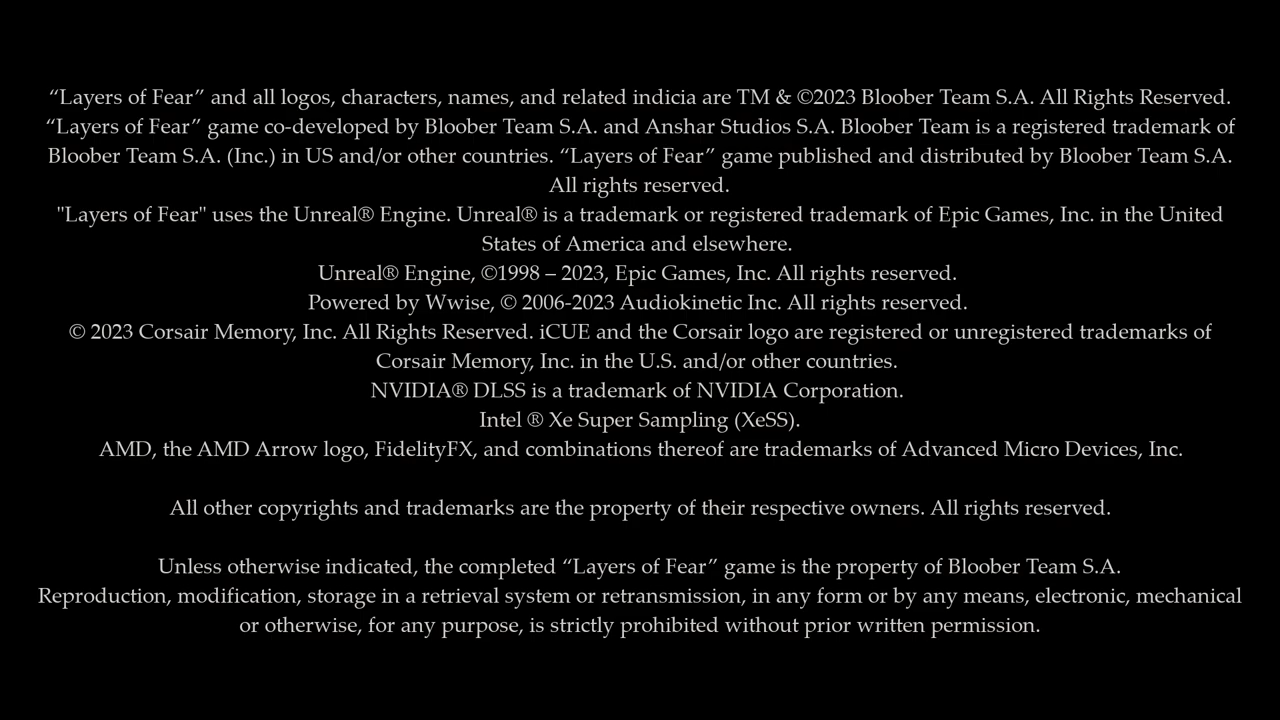 “Layers of Fear” and all logos, characters, names, and related indicia are TM & ©2023 Bloober Team S.A. All Rights Reserved.
“Layers of Fear” game co-developed by Bloober Team S.A. and Anshar Studios S.A. Bloober Team is a registered trademark of
Bloober Team S.A. (Inc.) in US and/or other countries. “Layers of Fear” game published and distributed by Bloober Team S.A.
All rights reserved.
"Layers of Fear" uses the Unreal® Engine. Unreal® is a trademark or registered trademark of Epic Games, Inc. in the United
States of America and elsewhere.
Unreal® Engine, ©1998 – 2023, Epic Games, Inc. All rights reserved.
Powered by Wwise, © 2006-2023 Audiokinetic Inc. All rights reserved.
© 2023 Corsair Memory, Inc. All Rights Reserved. iCUE and the Corsair logo are registered or unregistered trademarks of
Corsair Memory, Inc. in the U.S. and/or other countries.
NVIDIA® DLSS is a trademark of NVIDIA Corporation.
Intel ® Xe Super Sampling (XeSS).
AMD, the AMD Arrow logo, FidelityFX, and combinations thereof are trademarks of Advanced Micro Devices, Inc.
All other copyrights and trademarks are the property of their respective owners. All rights reserved.
Unless otherwise indicated, the completed “Layers of Fear” game is the property of Bloober Team S.A.
Reproduction, modification, storage in a retrieval system or retransmission, in any form or by any means, electronic, mechanical
or otherwise, for any purpose, is strictly prohibited without prior written permission.